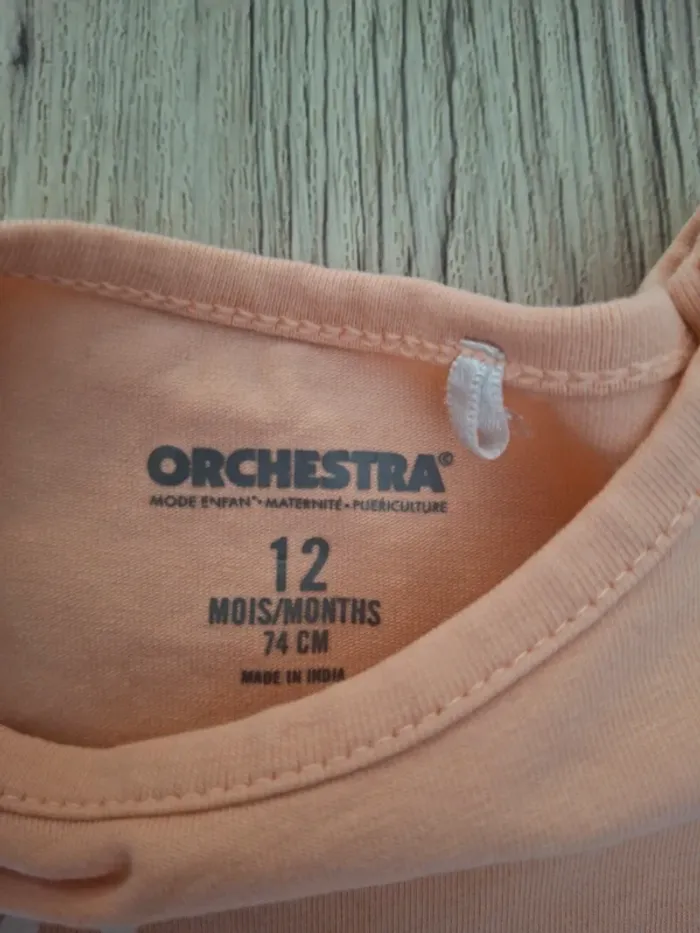 ORCHESTRA©
MODE ENFANT • MATERNITÉ • PUÉRICULTURE
12
MOIS/MONTHS
74 CM
MADE IN INDIA